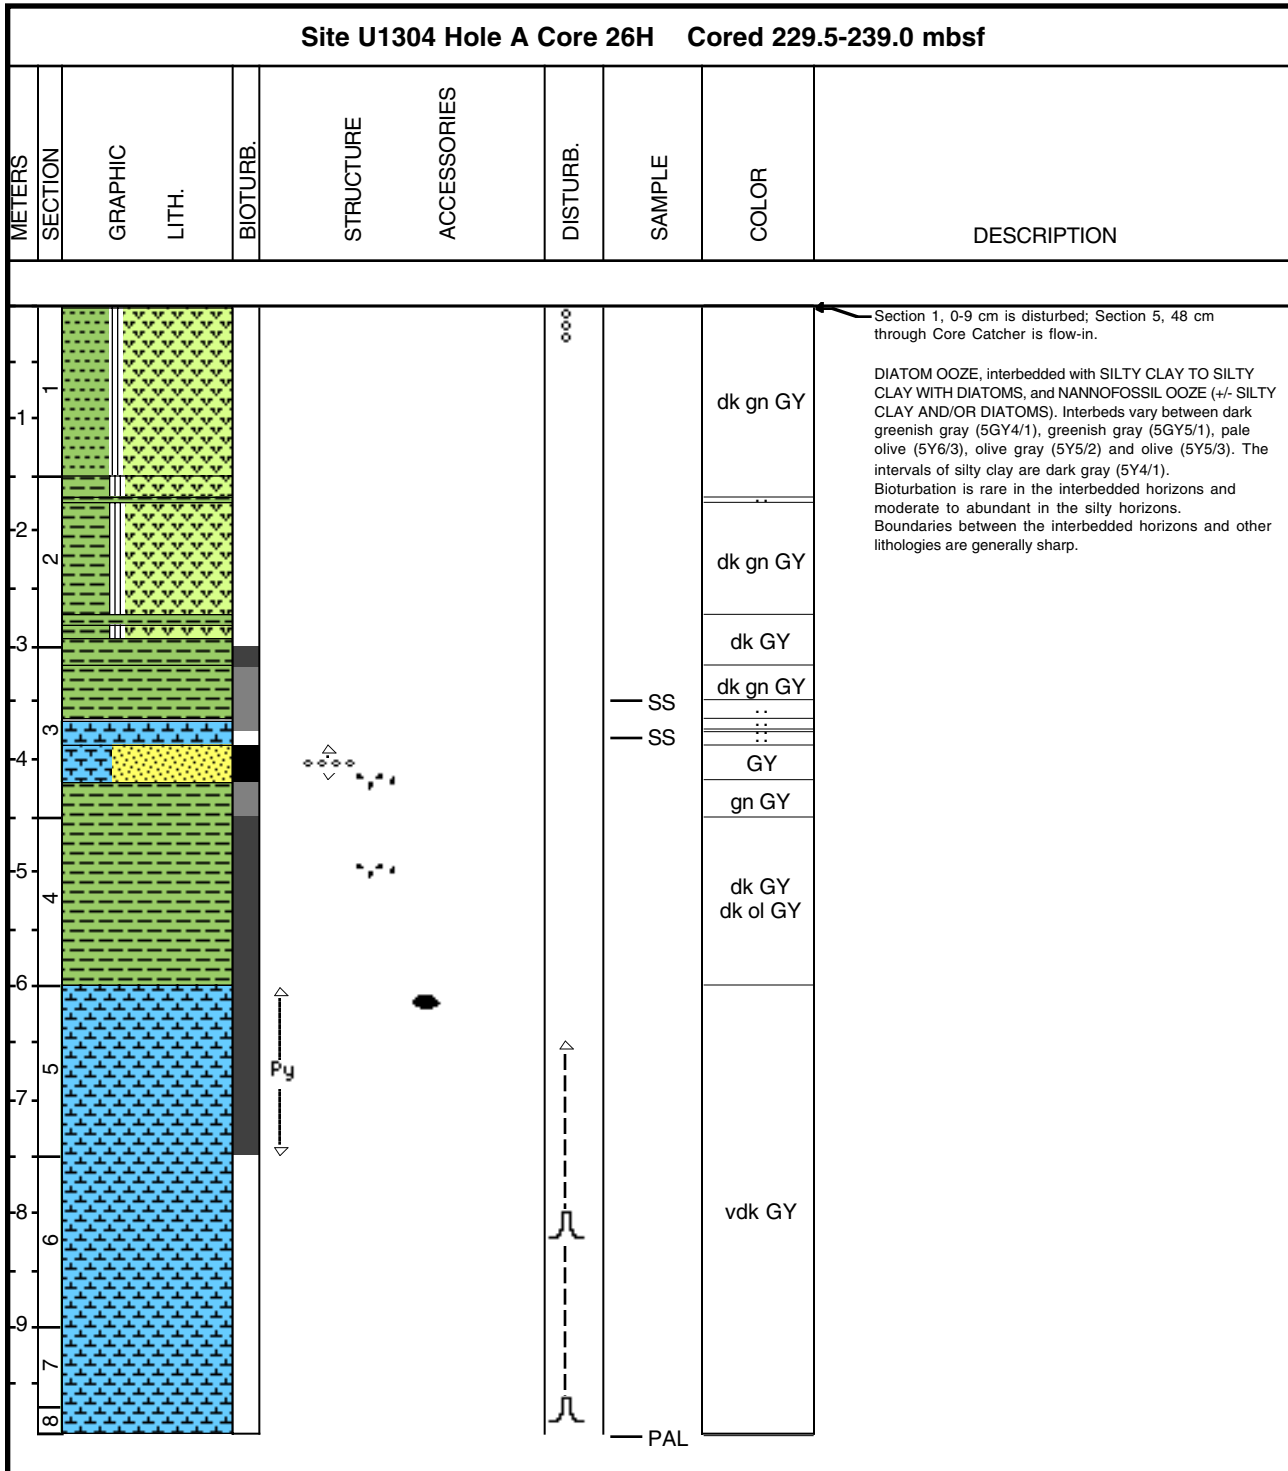 Site U1304 Hole A Core 26H Cored 229.5-239.0 mbsf
METERS
SECTION
GRAPHIC
LITH.
BIOTURB.
STRUCTURE
ACCESSORIES
DISTURB.
SAMPLE
COLOR
DESCRIPTION
Section 1, 0-9 cm is disturbed; Section 5, 48 cm
through Core Catcher is flow-in.
DIATOM OOZE, interbedded with SILTY CLAY TO SILTY
CLAY WITH DIATOMS, and NANNOFOSSIL OOZE (+/- SILTY
CLAY AND/OR DIATOMS). Interbeds vary between dark
greenish gray (5GY4/1), greenish gray (5GY5/1), pale
olive (5Y6/3), olive gray (5Y5/2) and olive (5Y5/3). The
intervals of silty clay are dark gray (5Y4/1).
Bioturbation is rare in the interbedded horizons and
moderate to abundant in the silty horizons.
Boundaries between the interbedded horizons and other
lithologies are generally sharp.
1
2
3
4
5
6
7
8
9
1
2
3
4
5
6
7
8
Py
SS
SS
PAL
dk gn GY
dk gn GY
dk GY
dk gn GY
GY
gn GY
dk GY
dk ol GY
vdk GY